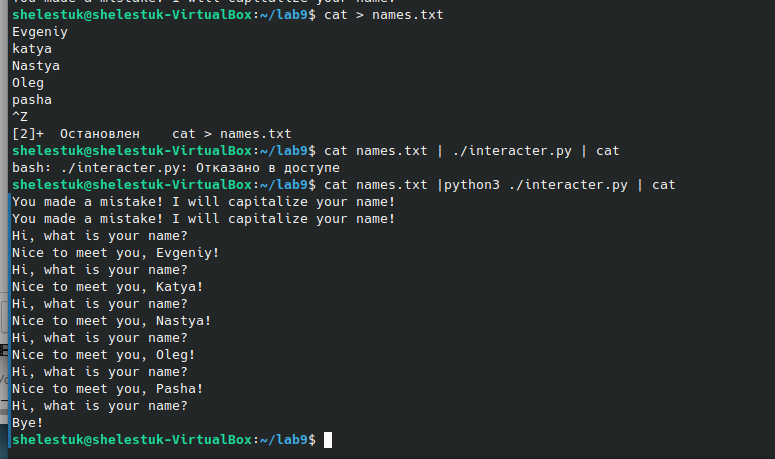 You made a mistake! I will capitalize your name!
shelestuk@shelestuk-VirtualBox:~/lab9$ cat > names.txt
Evgeniy
katya
Nastya
Oleg
pasha
^Z
[2]+  Остановлен    cat > names.txt
shelestuk@shelestuk-VirtualBox:~/lab9$ cat names.txt | ./interacter.py | cat
bash: ./interacter.py: Отказано в доступе
shelestuk@shelestuk-VirtualBox:~/lab9$ cat names.txt |python3 ./interacter.py | cat
You made a mistake! I will capitalize your name!
You made a mistake! I will capitalize your name!
Hi, what is your name?
Nice to meet you, Evgeniy!
Hi, what is your name?
Nice to meet you, Katya!
Hi, what is your name?
Nice to meet you, Nastya!
Hi, what is your name?
Nice to meet you, Oleg!
Hi, what is your name?
Nice to meet you, Pasha!
Hi, what is your name?
Bye!
shelestuk@shelestuk-VirtualBox:~/lab9$